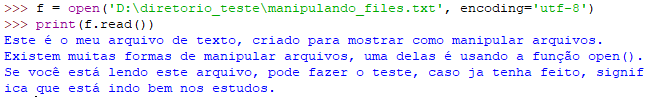 >>> f = open('D:\diretorio_teste\manipulando_files.txt', encoding='utf-8')
>>> print(f.read())
Este é o meu arquivo de texto, criado para mostrar como manipular arquivos.
Existem muitas formas de manipular arquivos, uma delas é usando a função open().
Se você está lendo este arquivo, pode fazer o teste, caso ja tenha feito, signif
ica que está indo bem nos estudos.